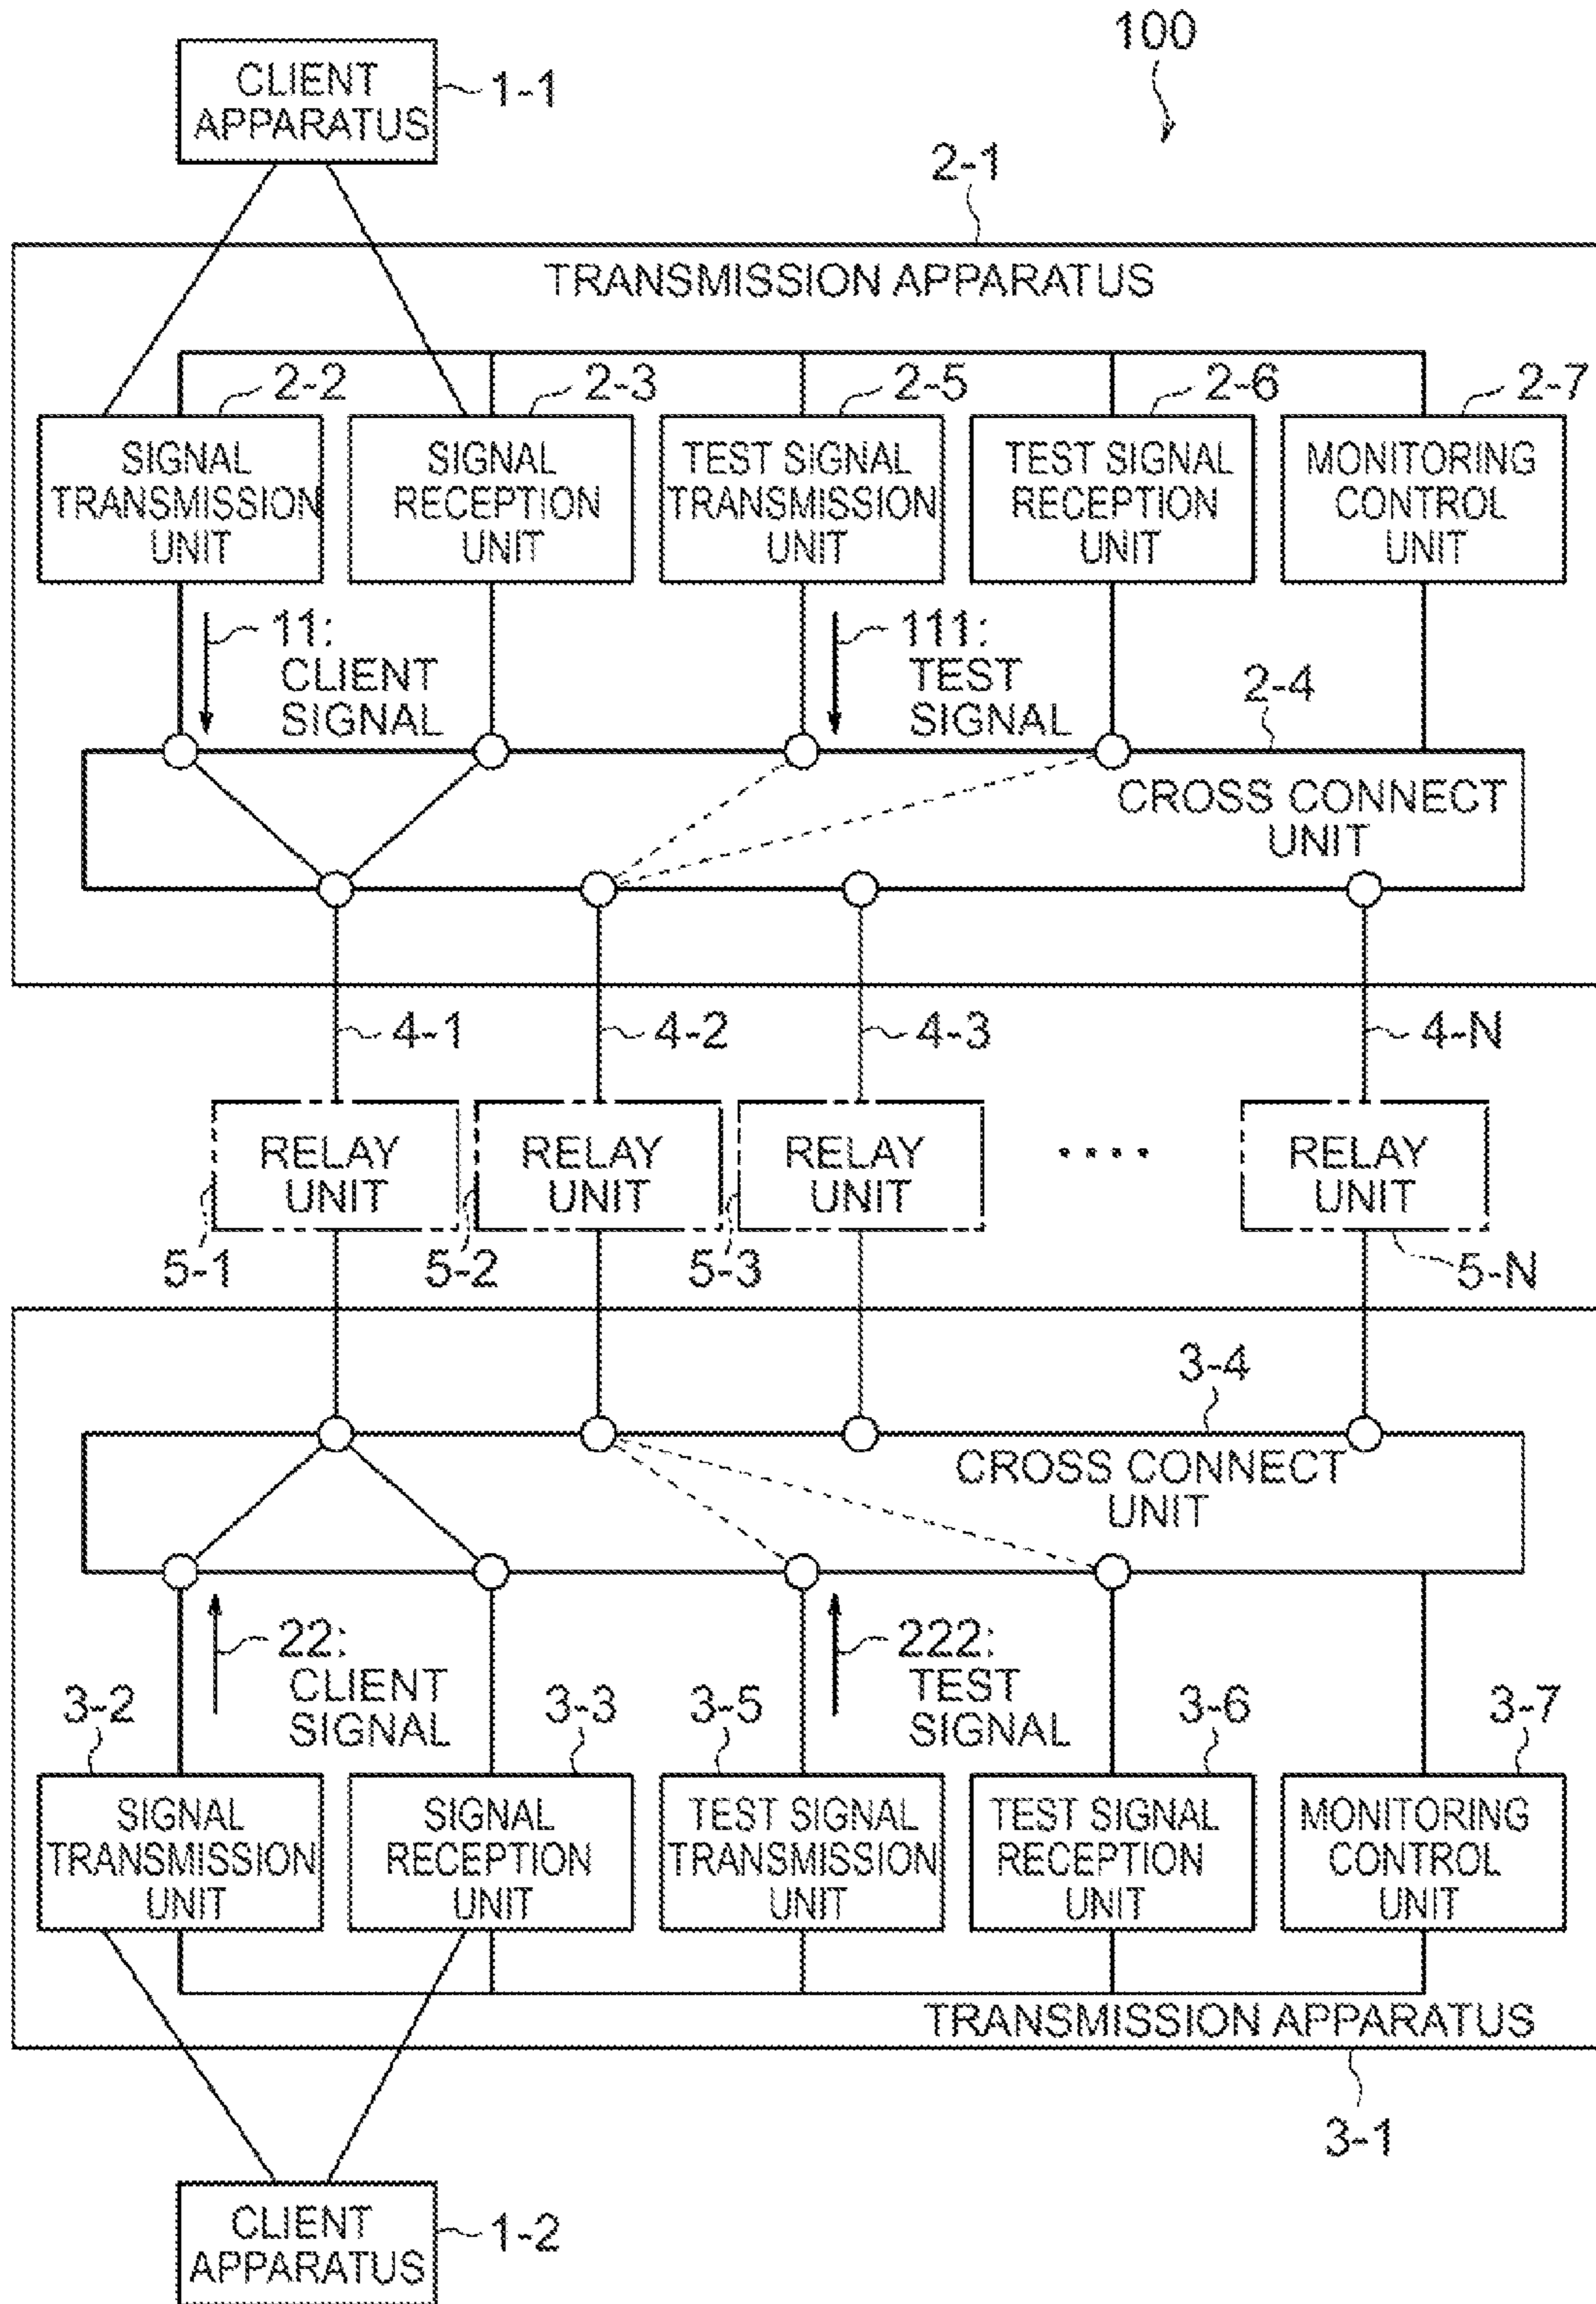 100
CLIENT
APPARATUS
1-1
2-1
TRANSMISSION APPARATUS
2-2
2-3
2-5
2-6
2-7
SIGNAL
TRANSMISSION
UNIT
SIGNAL
RECEPTION
UNIT
TEST SIGNAL
TRANSMISSION
UNIT
TEST SIGNAL
RECEPTION
UNIT
MONITORING
CONTROL
UNIT
11:
CLIENT
SIGNAL
111:
TEST
SIGNAL
2-4
CROSS CONNECT
UNIT
4-1
4-2
4-3
4-N
RELAY
UNIT
RELAY
UNIT
RELAY
UNIT
....
RELAY
UNIT
5-1
5-2
5-3
5-N
3-4
CROSS CONNECT
UNIT
22:
CLIENT
SIGNAL
222:
TEST
SIGNAL
3-2
3-3
3-5
3-6
3-7
SIGNAL
TRANSMISSION
UNIT
SIGNAL
RECEPTION
UNIT
TEST SIGNAL
TRANSMISSION
UNIT
TEST SIGNAL
RECEPTION
UNIT
MONITORING
CONTROL
UNIT
TRANSMISSION APPARATUS
3-1
CLIENT
APPARATUS
1-2